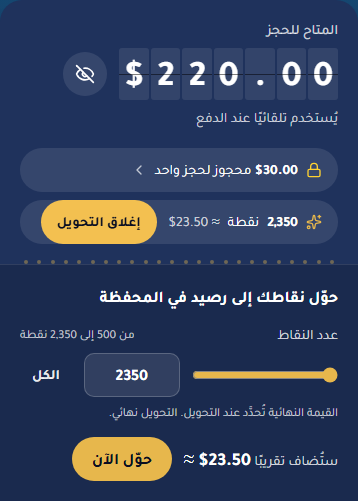 المتاح للحجز
$220.00
يُستخدم تلقائيًا عند الدفع
$30.00 محجوز لحجز واحد
2,350 نقطة ≈ $23.50 إغلاق التحويل
حوّل نقاطك إلى رصيد في المحفظة
عدد النقاط من 500 إلى 2,350 نقطة
2350 الكل
القيمة النهائية تُحدَّد عند التحويل. التحويل نهائي.
ستُضاف تقريبًا $23.50 ≈ حوّل الآن